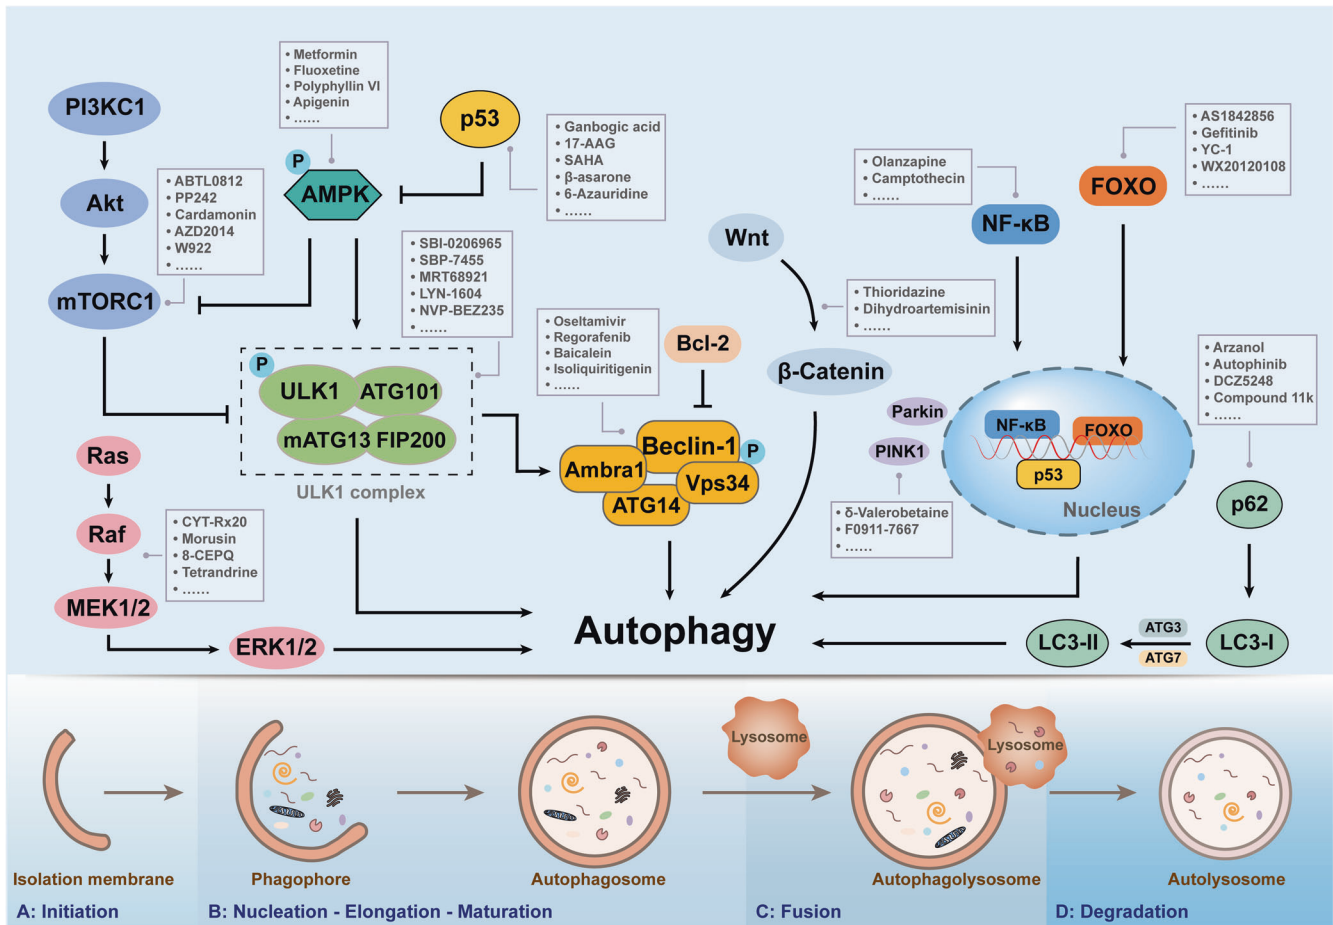 PI3KC1
Akt
mTORC1
• ABTL0812
• PP242
• Cardamonin
• AZD2014
• W922
• ......
• Metformin
• Fluoxetine
• Polyphyllin VI
• Apigenin
• ......
P
AMPK
p53
• Ganbogic acid
• 17-AAG
• SAHA
• β-asarone
• 6-Azauridine
• ......
• SBI-0206965
• SBP-7455
• MRT68921
• LYN-1604
• NVP-BEZ235
• ......
P
ULK1
ATG101
mATG13
FIP200
ULK1 complex
Ras
Raf
MEK1/2
ERK1/2
• CYT-Rx20
• Morusin
• 8-CEPQ
• Tetrandrine
• ......
• Oseltamivir
• Regorafenib
• Baicalein
• Isoliquiritigenin
• ......
Bcl-2
Beclin-1
P
Ambra1
Vps34
ATG14
Wnt
• Thioridazine
• Dihydroartemisinin
• ......
β-Catenin
• Olanzapine
• Camptothecin
• ......
NF-κB
• AS1842856
• Gefitinib
• YC-1
• WX20120108
• ......
FOXO
Parkin
PINK1
• δ-Valerobetaine
• F0911-7667
• ......
NF-κB
FOXO
p53
Nucleus
• Arzanol
• Autophinib
• DCZ5248
• Compound 11k
• ......
p62
LC3-I
ATG3
ATG7
LC3-II
Autophagy
Lysosome
Lysosome
Isolation membrane
Phagophore
Autophagosome
Autophagolysosome
Autolysosome
A: Initiation
B: Nucleation - Elongation - Maturation
C: Fusion
D: Degradation